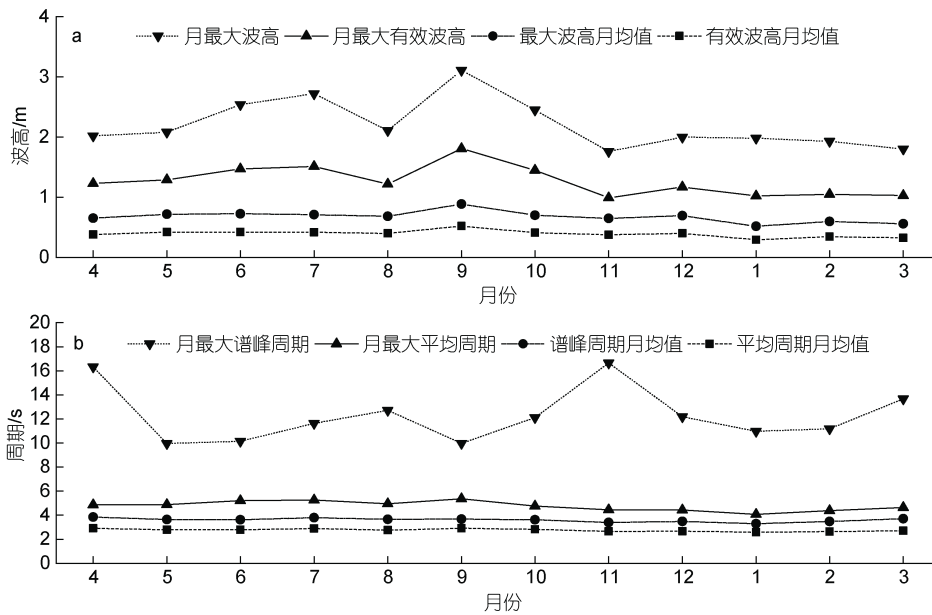 4
a
月最大波高
月最大有效波高
最大波高月均值
有效波高月均值
3
2
1
0
波高/m
4 5 6 7 8 9 10 11 12 1 2 3
月份
20
b
月最大谱峰周期
月最大平均周期
谱峰周期月均值
平均周期月均值
18
16
14
12
10
8
6
4
2
0
周期/s
4 5 6 7 8 9 10 11 12 1 2 3
月份